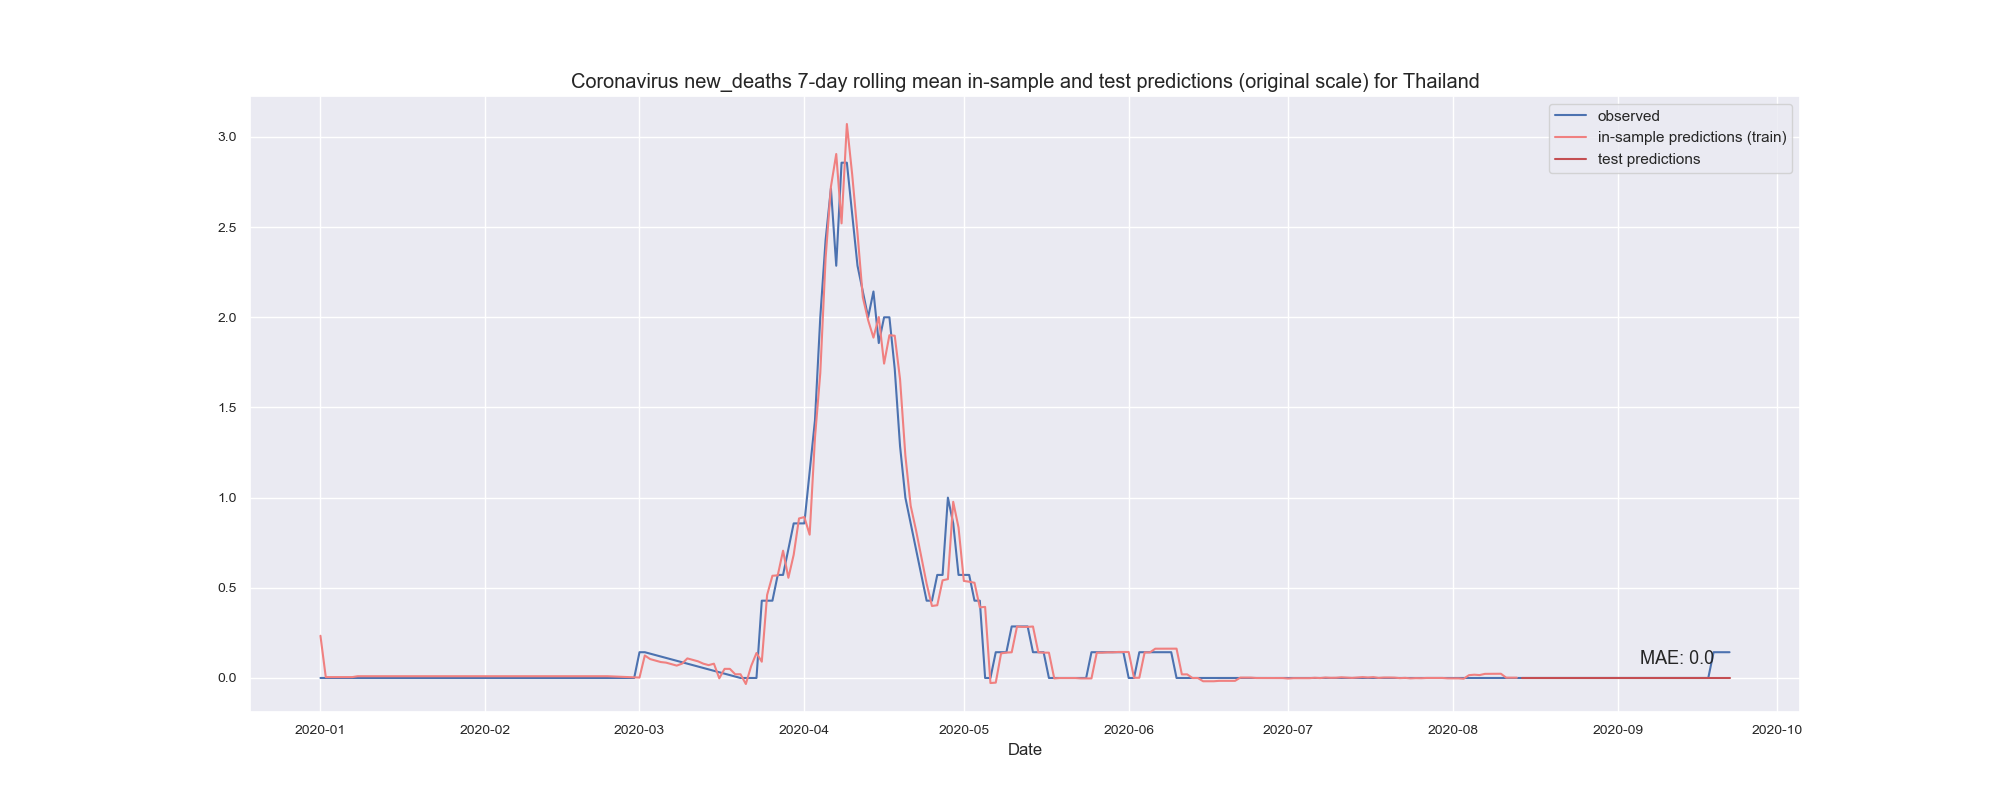 Coronavirus new_deaths 7-day rolling mean in-sample and test predictions (original scale) for Thailand
observed
in-sample predictions (train)
test predictions
3.0
2.5
2.0
1.5
1.0
0.5
0.0
MAE: 0.0
2020-01 2020-02 2020-03 2020-04 2020-05 2020-06 2020-07 2020-08 2020-09 2020-10
Date